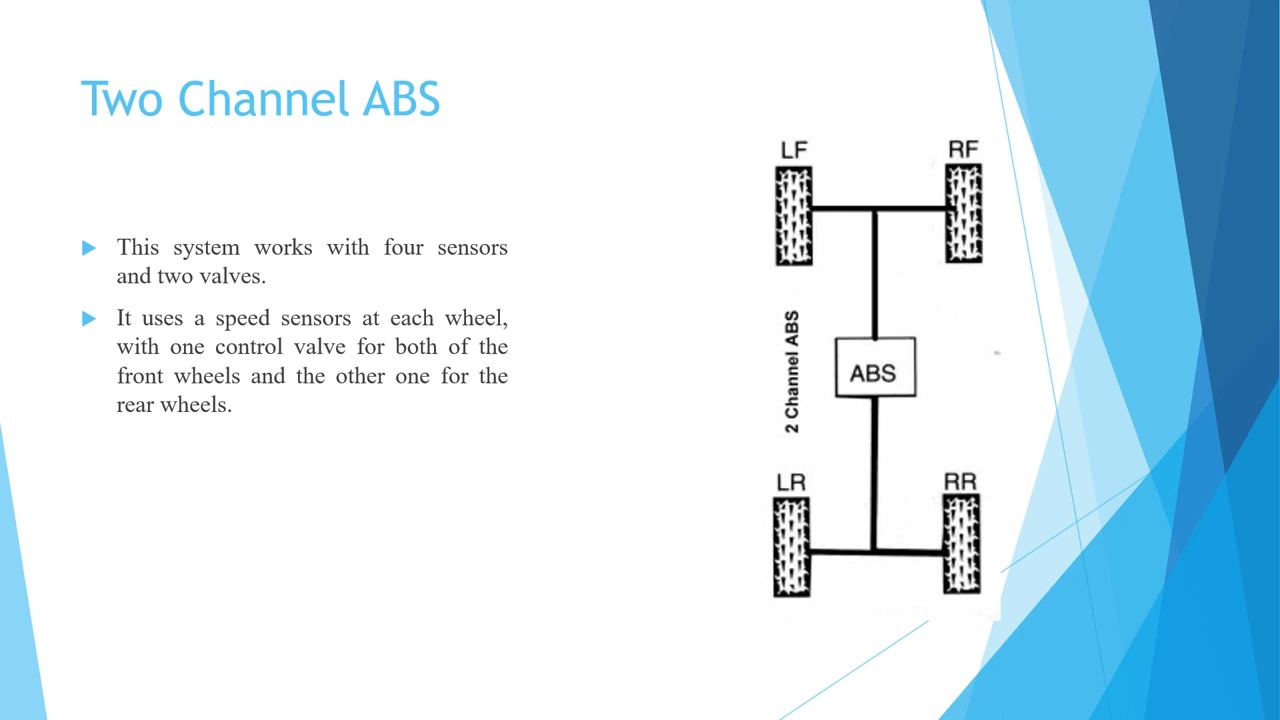 Two Channel ABS
This system works with four sensors
and two valves.
It uses a speed sensors at each wheel,
with one control valve for both of the
front wheels and the other one for the
rear wheels.
LF
RF
2 Channel ABS
ABS
LR
RR